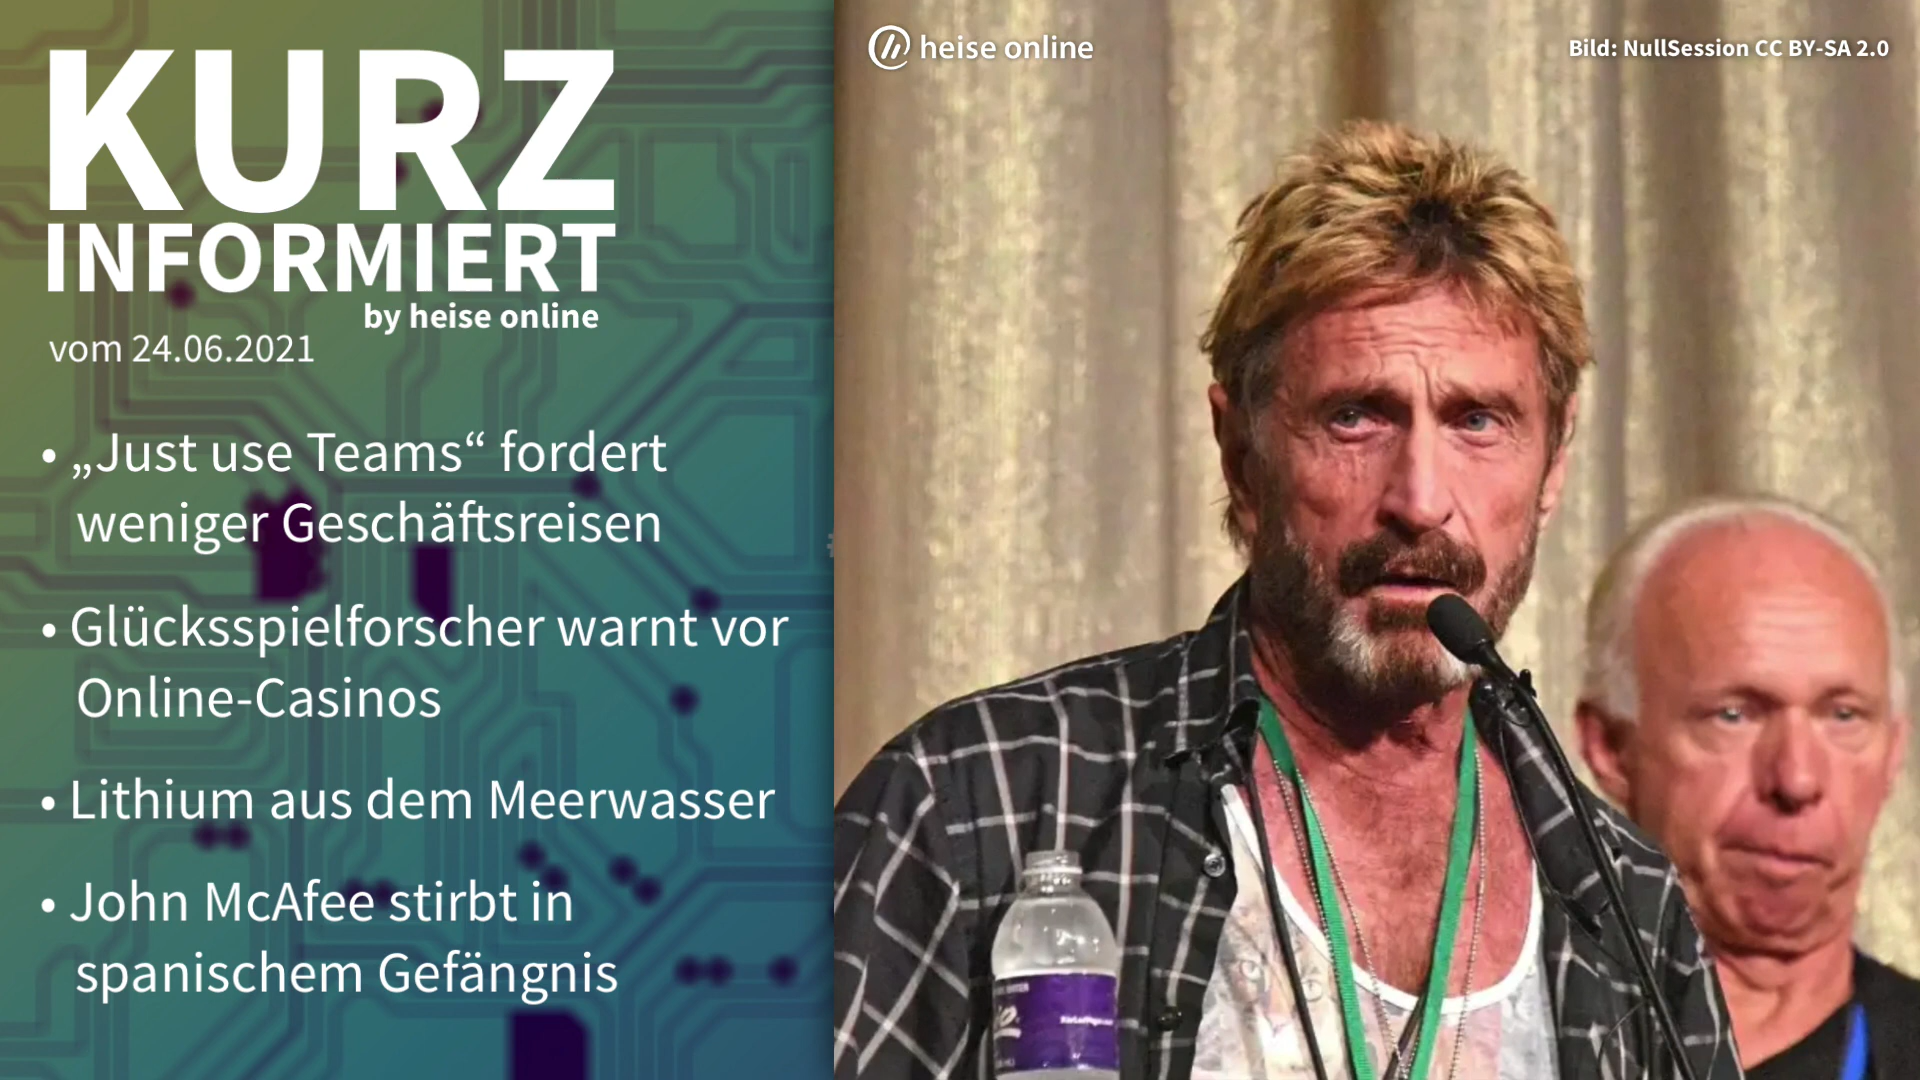 KURZ
INFORMIERT
by heise online
vom 24.06.2021
• „Just use Teams“ fordert
weniger Geschäftsreisen
• Glücksspielforscher warnt vor
Online-Casinos
• Lithium aus dem Meerwasser
• John McAfee stirbt in
spanischem Gefängnis
heise online
Bild: NullSession CC BY-SA 2.0